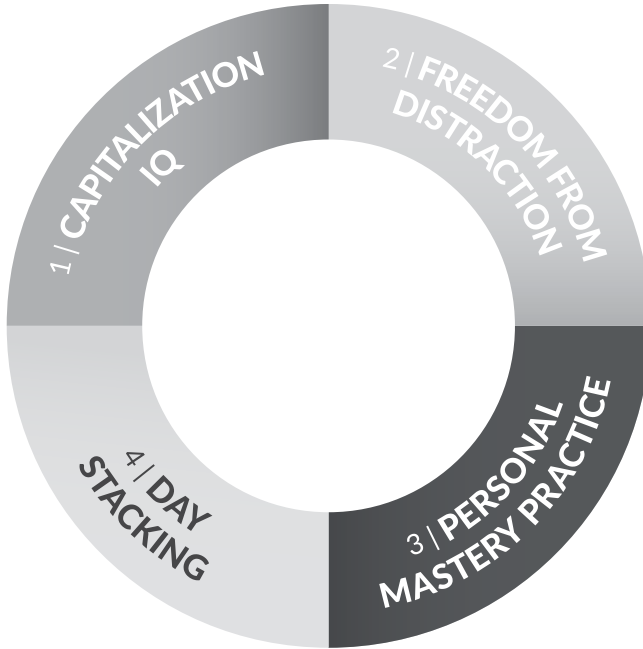 1 | CAPITALIZATION
IQ
2 | FREEDOM FROM
DISTRACTION
3 | PERSONAL
MASTERY PRACTICE
4 | DAY
STACKING